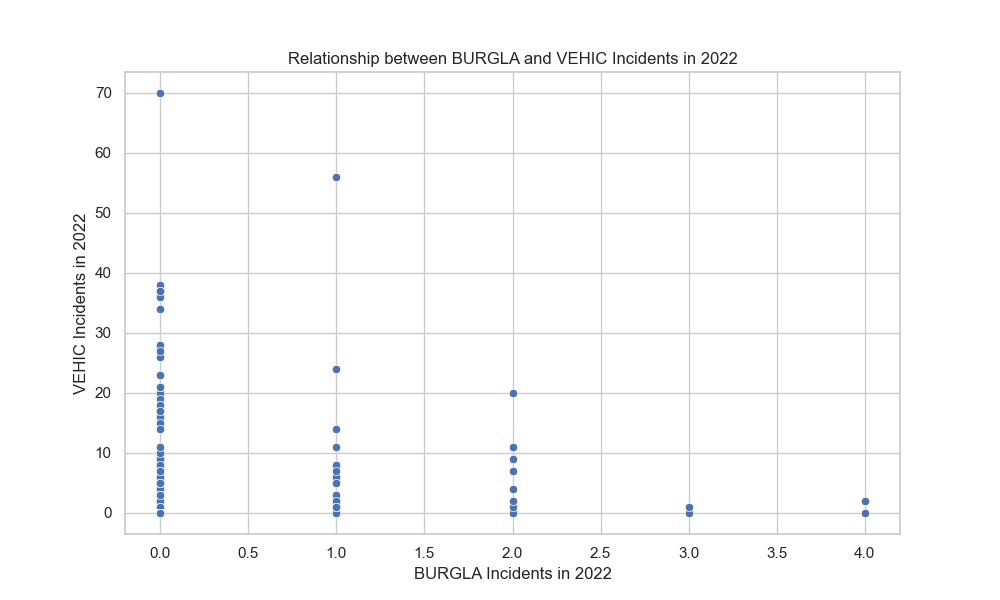 Relationship between BURGLA and VEHIC Incidents in 2022
70
60
50
40
30
20
10
0
VEHIC Incidents in 2022
0.0 0.5 1.0 1.5 2.0 2.5 3.0 3.5 4.0
BURGLA Incidents in 2022